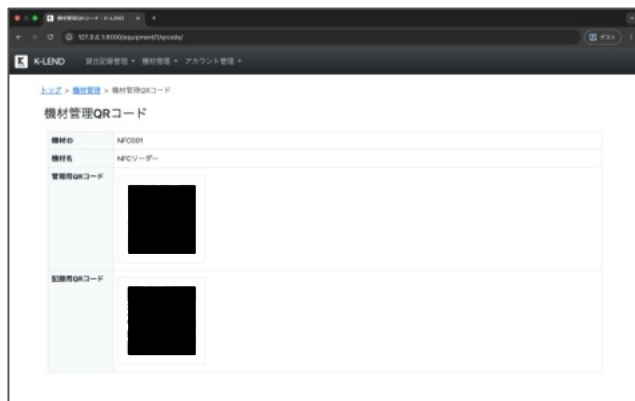 機材管理QRコード - K-LEND
127.0.0.1:8000/equipment/1/qrcode/
ゲスト
K K-LEND 貸出記録管理 機材管理 アカウント管理
トップ > 機材管理 > 機材管理QRコード
機材管理QRコード
機材ID NFC001
機材名 NFCリーダー
管理用QRコード
記録用QRコード